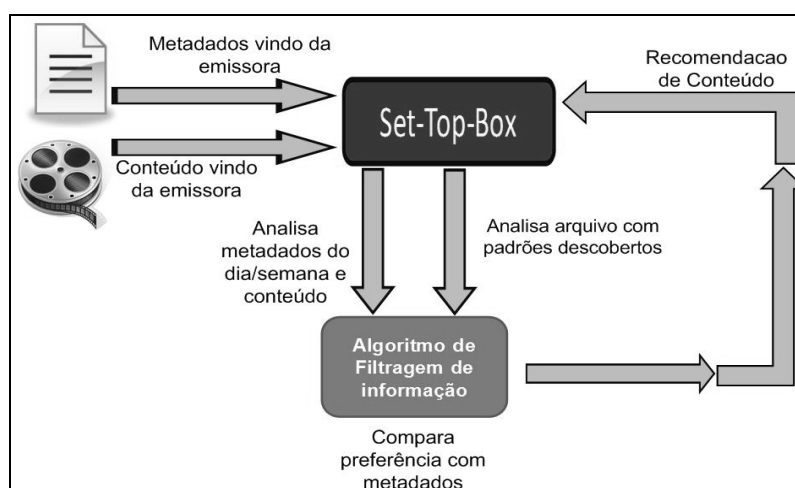 Metadados vindo da
emissora
Recomendacao
de Conteúdo
Set-Top-Box
Conteúdo vindo
da emissora
Analisa
metadados do
dia/semana e
conteúdo
Analisa arquivo com
padrões descobertos
Algoritmo de
Filtragem de
informação
Compara
preferência com
metadados